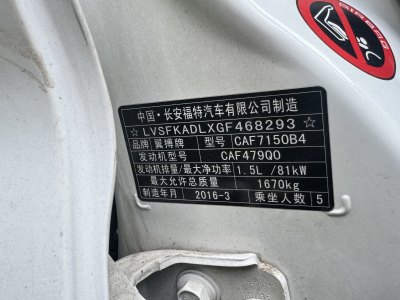 AIRBAG
中国·长安福特汽车有限公司制造
☆LVSFKADLXGF468293☆
品牌 翼搏牌 型号 CAF7150B4
发动机型号 CAF479Q0
发动机排量/最大净功率 1.5L /81kW
最大允许总质量 1670kg
制造年月 2016-3 乘坐人数 5